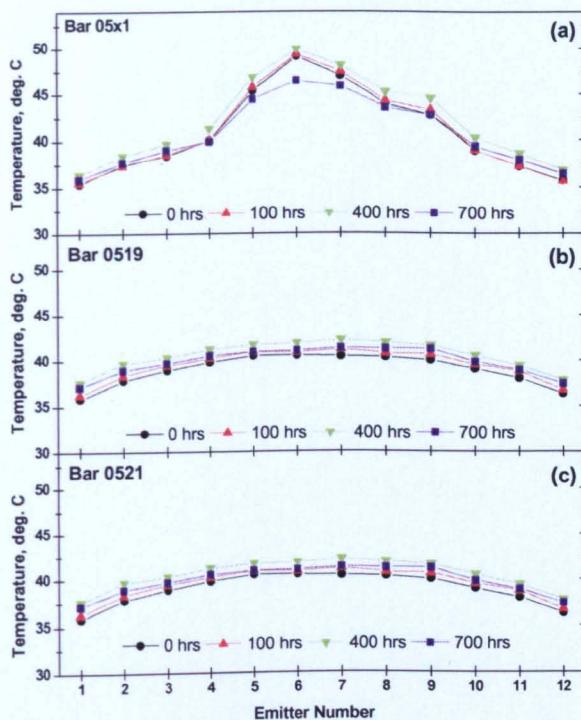 Bar 05x1
(a)
Temperature, deg. C
50
45
40
35
30
0 hrs 100 hrs 400 hrs 700 hrs
Bar 0519
(b)
Temperature, deg. C
50
45
40
35
30
0 hrs 100 hrs 400 hrs 700 hrs
Bar 0521
(c)
Temperature, deg. C
50
45
40
35
30
0 hrs 100 hrs 400 hrs 700 hrs
1 2 3 4 5 6 7 8 9 10 11 12
Emitter Number